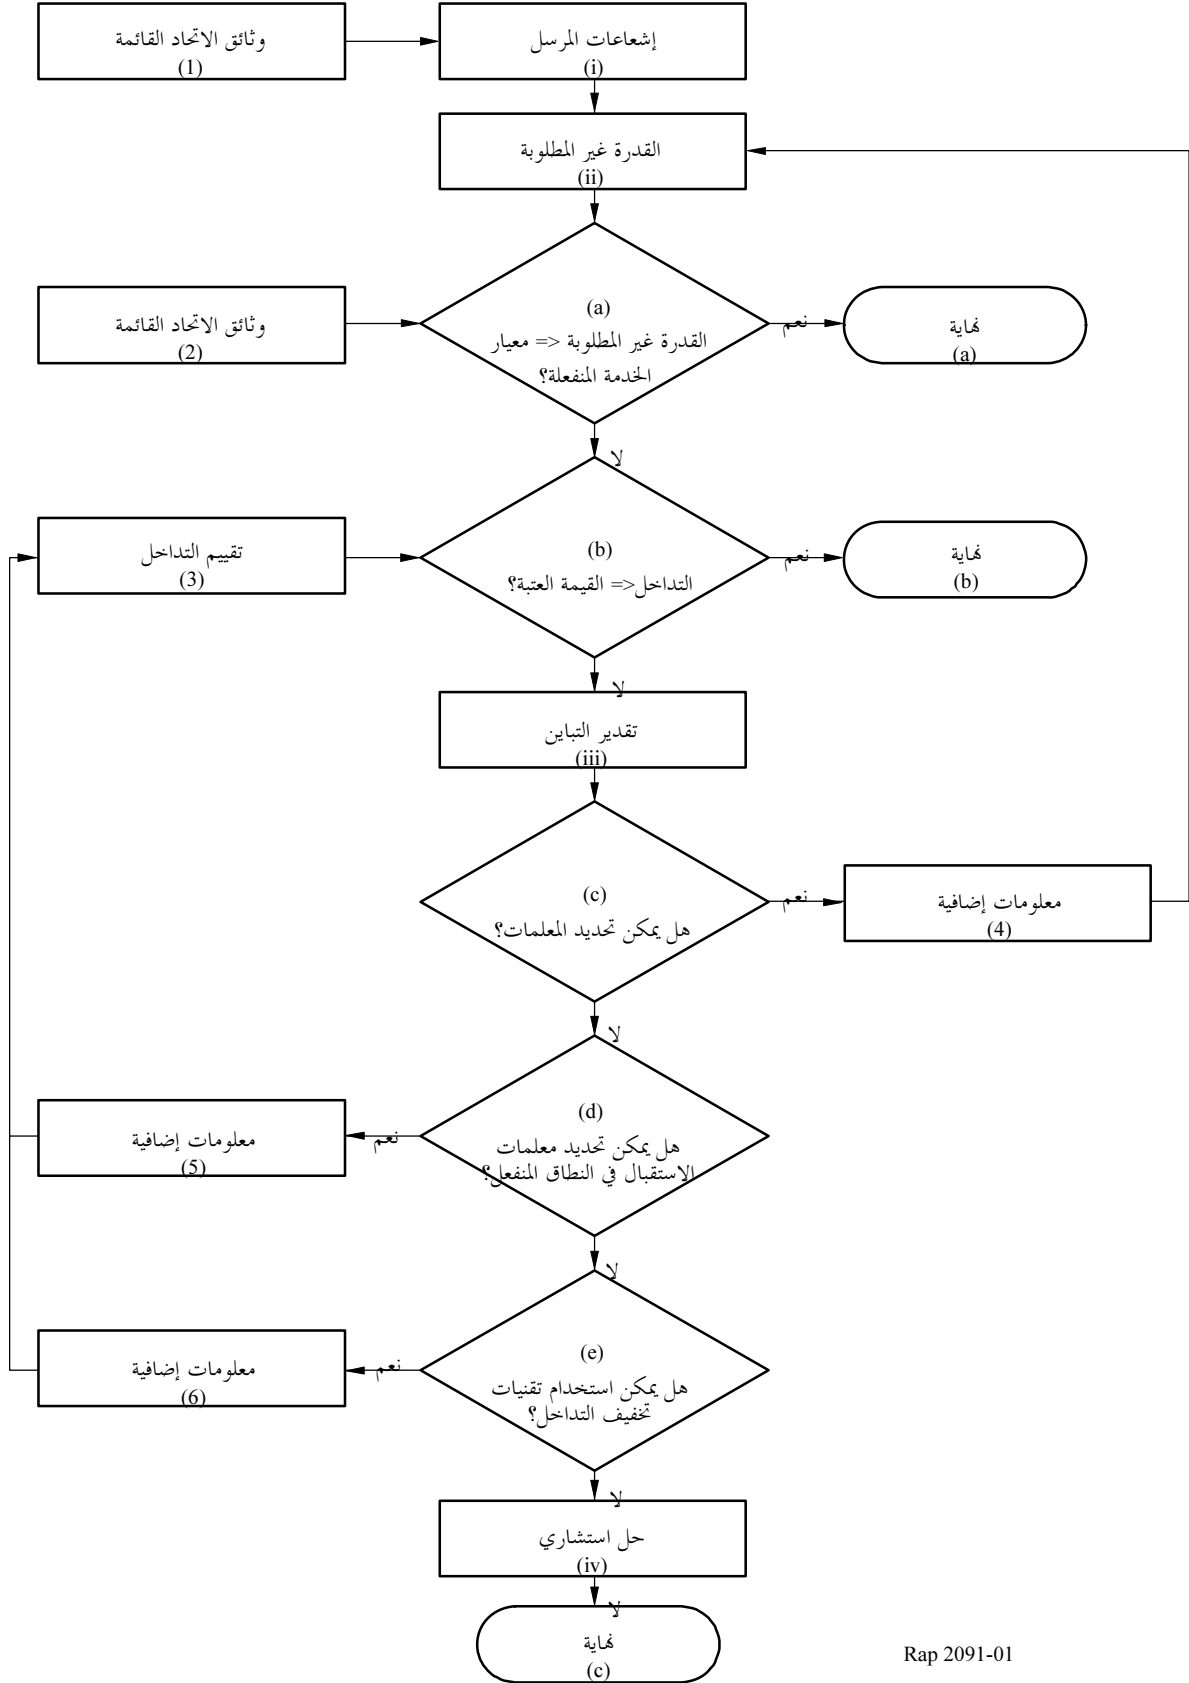 وثائق الاتحاد القائمة
(1)
إشعاعات المرسل
(i)
القدرة غير المطلوبة
(ii)
وثائق الاتحاد القائمة
(2)
(a)
القدرة غير المطلوبة <= معيار
الخدمة المنفعلة؟
نعم
نهاية
(a)
لا
تقييم التداخل
(3)
(b)
التداخل<= القيمة العتبة؟
نعم
نهاية
(b)
لا
تقدير التباين
(iii)
(c)
هل يمكن تحديد المعلمات؟
نعم
معلومات إضافية
(4)
لا
(d)
هل يمكن تحديد معلمات
الاستقبال في النطاق المنفعل؟
نعم
معلومات إضافية
(5)
لا
(e)
هل يمكن استخدام تقنيات
تخفيف التداخل؟
نعم
معلومات إضافية
(6)
لا
حل استشاري
(iv)
لا
نهاية
(c)
Rap 2091-01